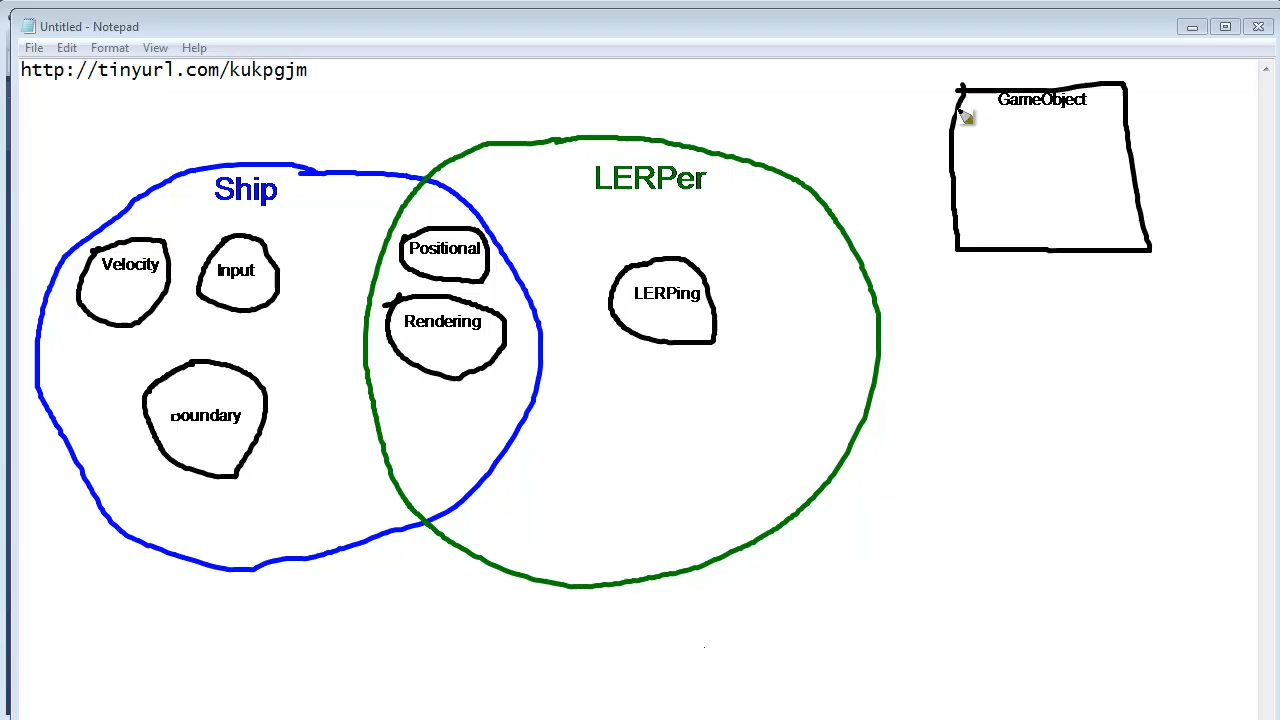 Untitled - Notepad
File Edit Format View Help
http://tinyurl.com/kukpgjm
GameObject
Ship
LERPer
Velocity
Input
Positional
LERPing
Rendering
Boundary